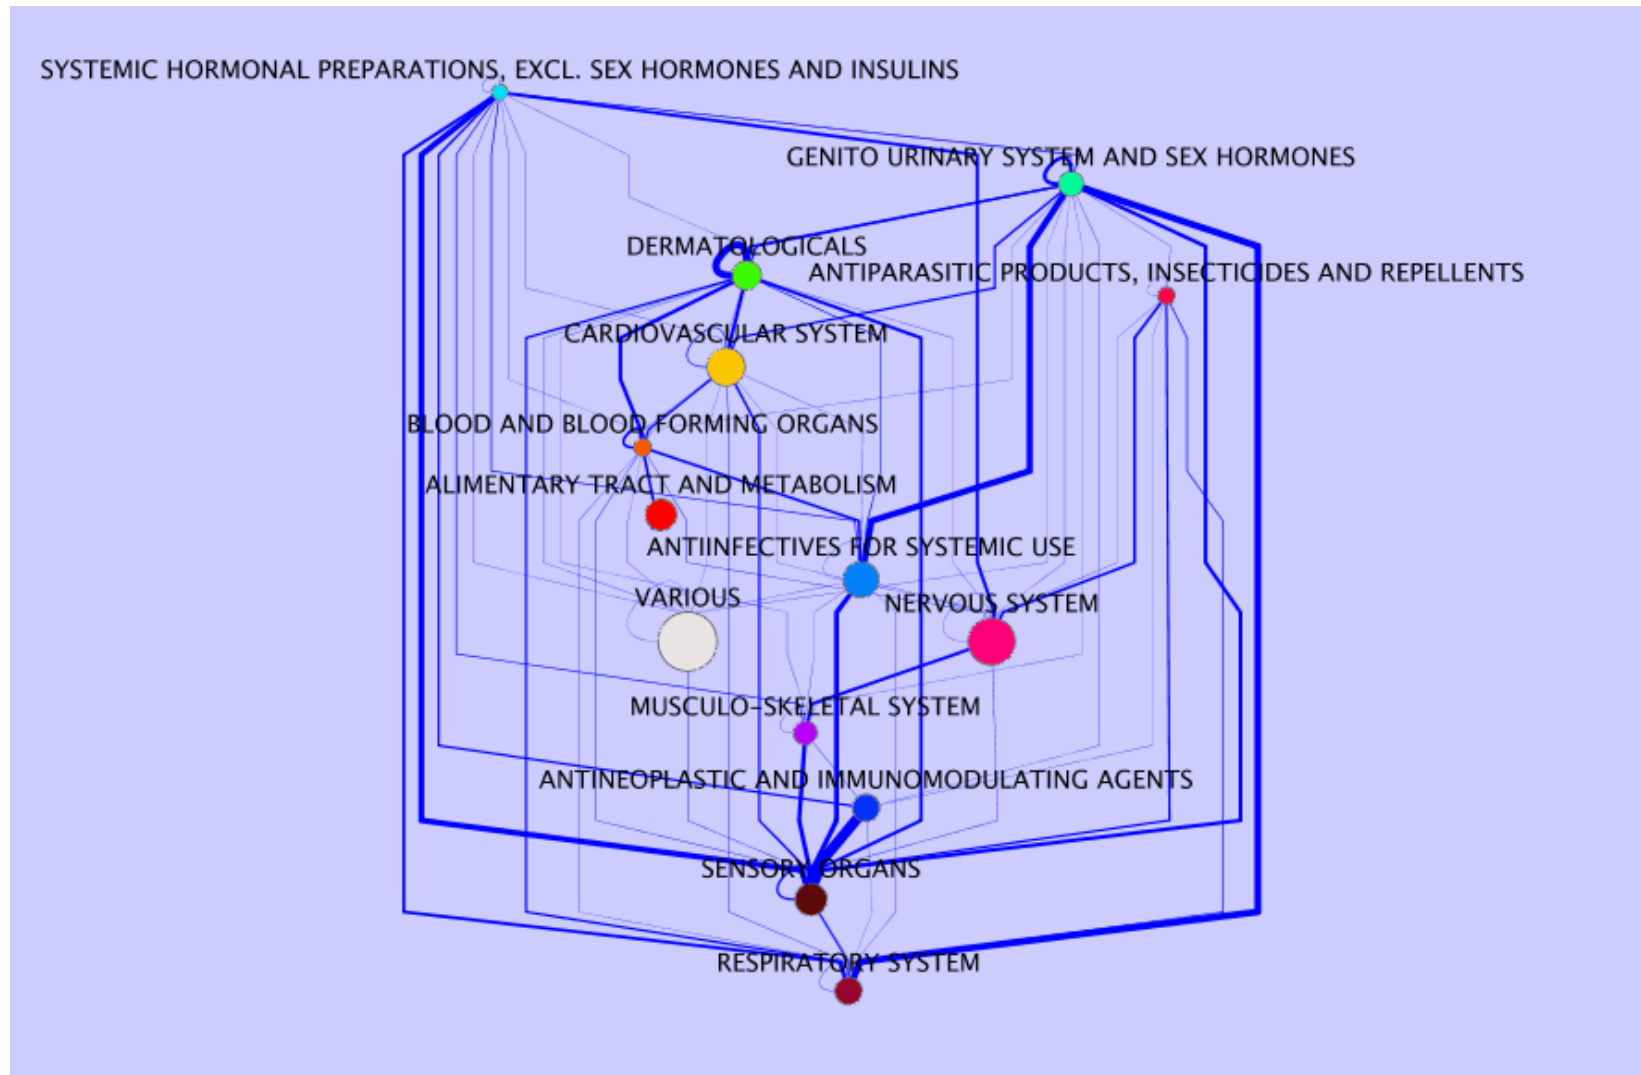 SYSTEMIC HORMONAL PREPARATIONS, EXCL. SEX HORMONES AND INSULINS
GENITO URINARY SYSTEM AND SEX HORMONES
DERMATOLOGICALS
ANTIPARASITIC PRODUCTS, INSECTICIDES AND REPELLENTS
CARDIOVASCULAR SYSTEM
BLOOD AND BLOOD FORMING ORGANS
ALIMENTARY TRACT AND METABOLISM
ANTIINFECTIVES FOR SYSTEMIC USE
VARIOUS
NERVOUS SYSTEM
MUSCULO-SKELETAL SYSTEM
ANTINEOPLASTIC AND IMMUNOMODULATING AGENTS
SENSORY ORGANS
RESPIRATORY SYSTEM